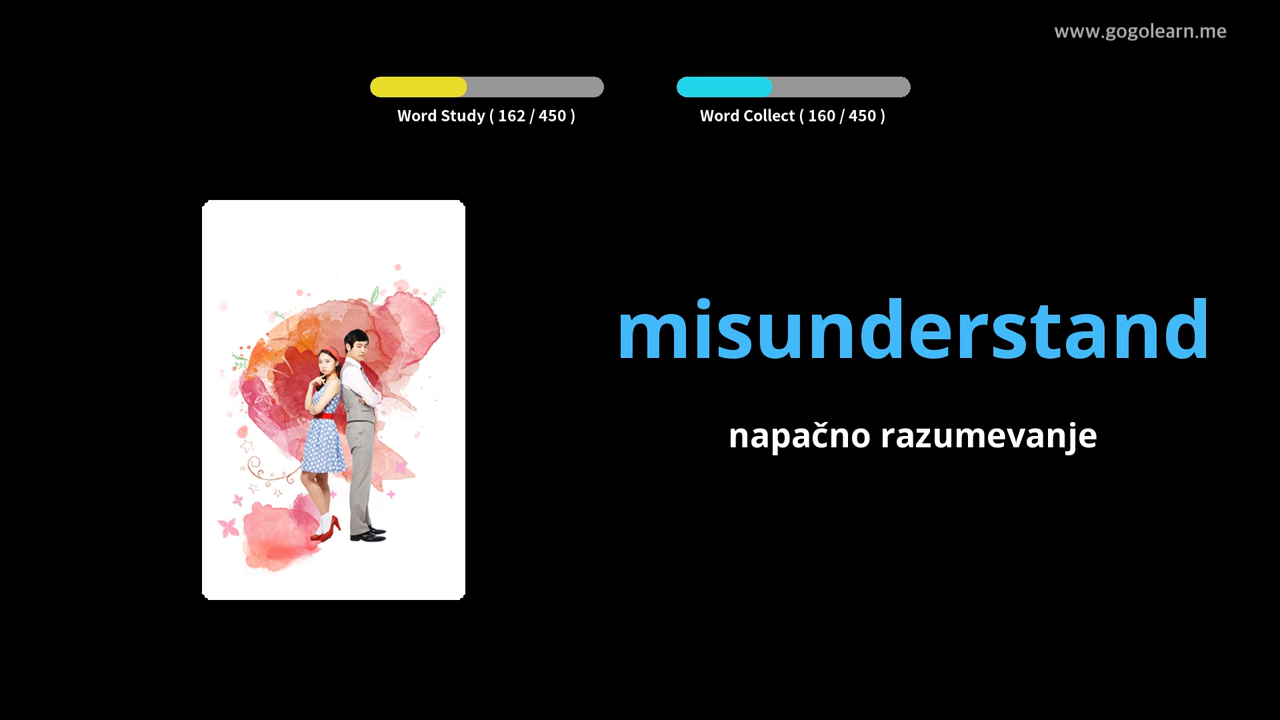 www.gogolearn.me
Word Study ( 162 / 450 )
Word Collect ( 160 / 450 )
misunderstand
napačno razumevanje